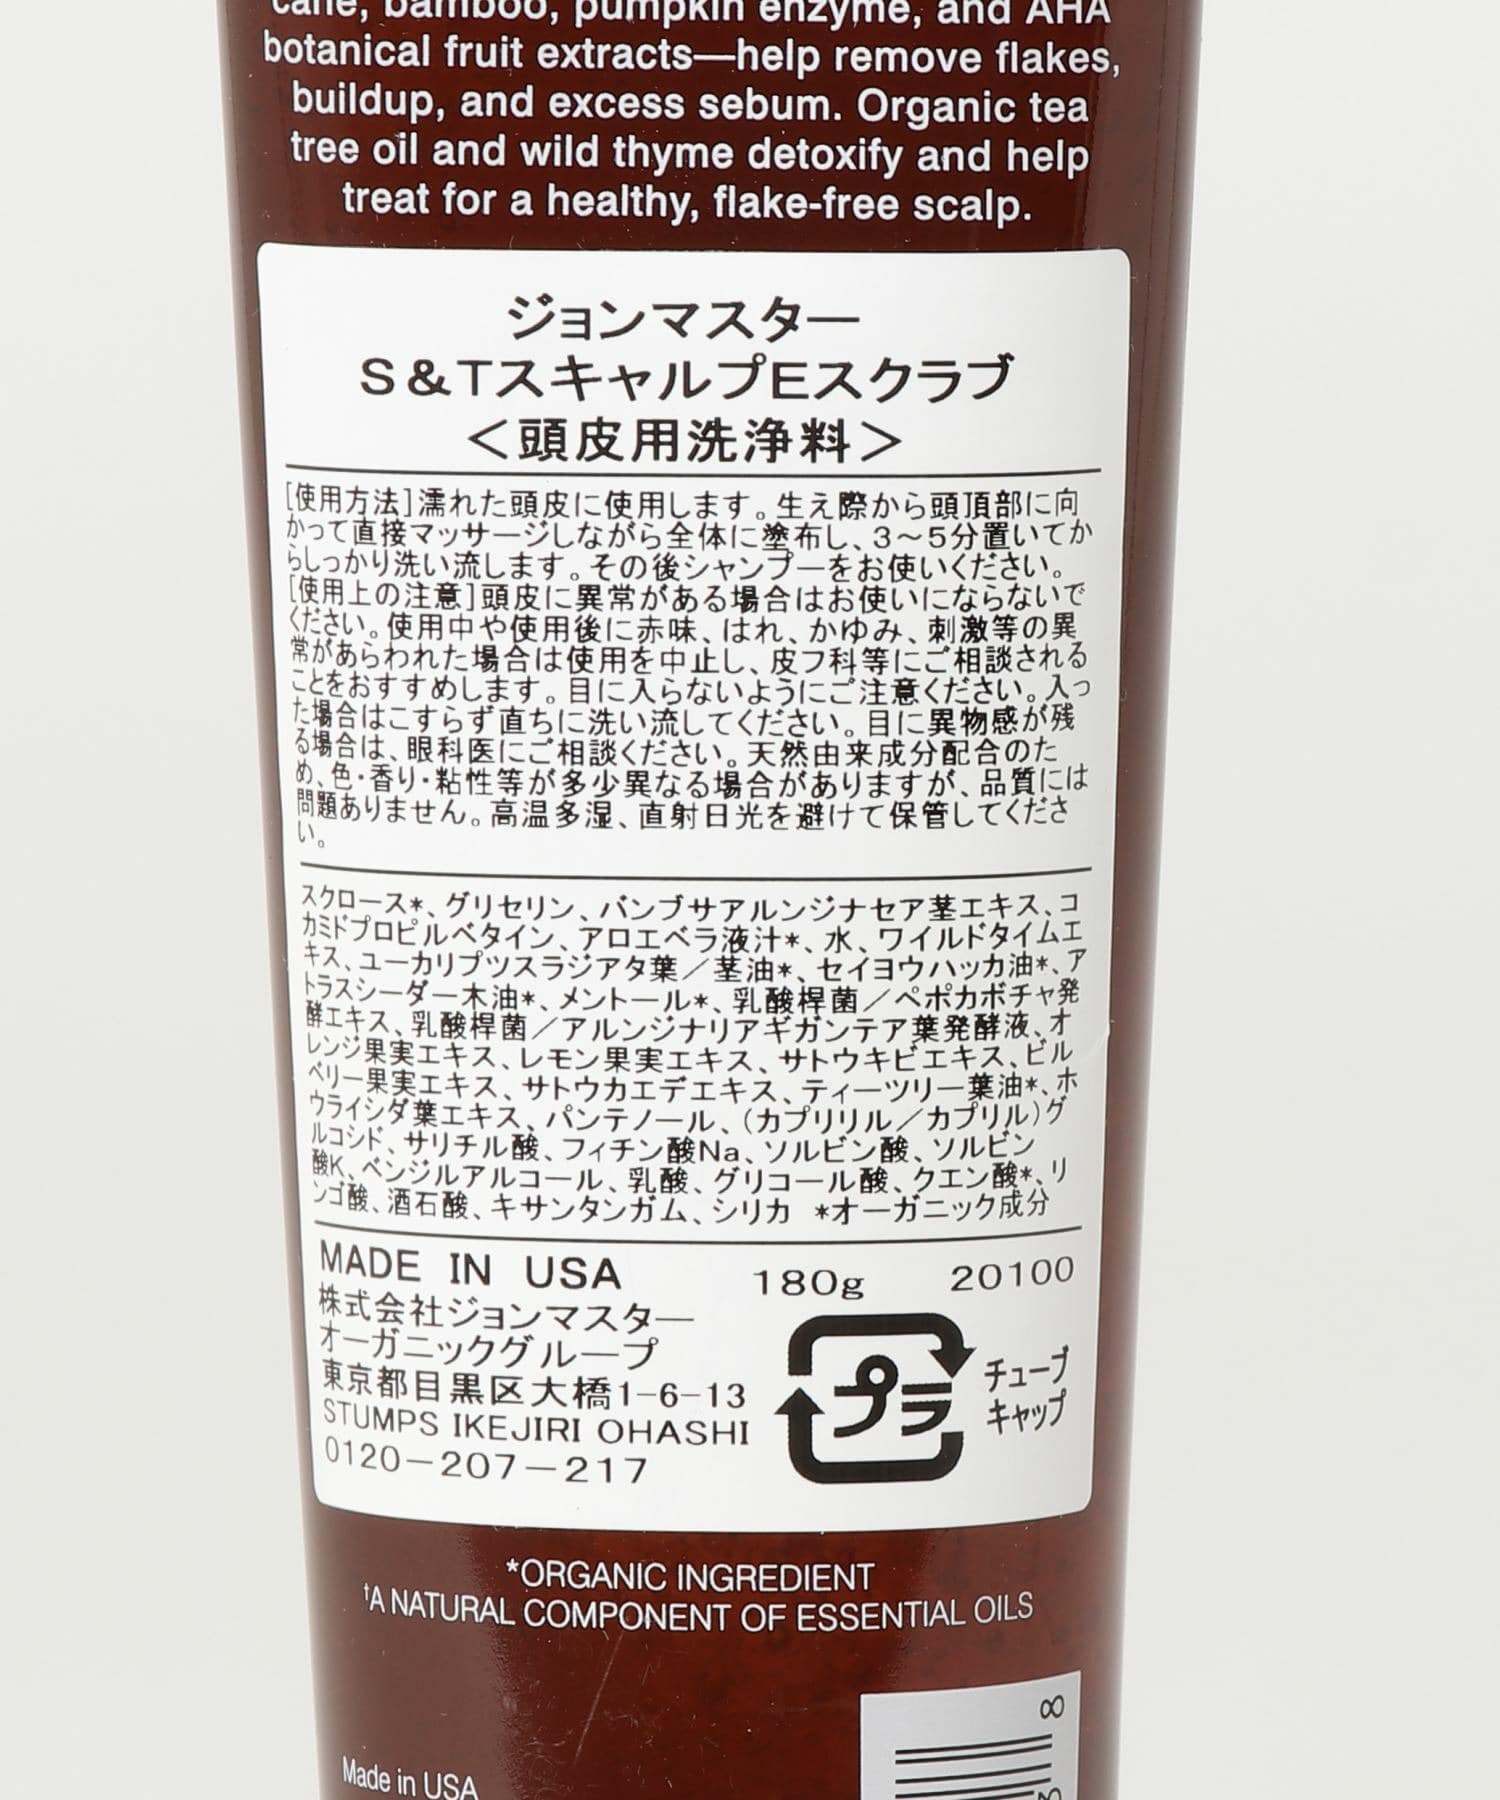 cane, bamboo, pumpkin enzyme, and AHA
botanical fruit extracts—help remove flakes,
buildup, and excess sebum. Organic tea
tree oil and wild thyme detoxify and help
treat for a healthy, flake-free scalp.
ジョンマスター
S&TスキャルプEスクラブ
<頭皮用洗浄料>
[使用方法]濡れた頭皮に使用します。生え際から頭頂部に向
かって直接マッサージしながら全体に塗布し、3~5分置いてか
らしっかり洗い流します。その後シャンプーをお使いください。
[使用上の注意]頭皮に異常がある場合はお使いにならないで
ください。使用中や使用後に赤味、はれ、かゆみ、刺激等の異
常があらわれた場合は使用を中止し、皮フ科等にご相談される
ことをおすすめします。目に入らないようにご注意ください。入っ
た場合はこすらず直ちに洗い流してください。目に異物感が残
る場合は、眼科医にご相談ください。天然由来成分配合のた
め、色・香り・粘性等が多少異なる場合がありますが、品質には
問題ありません。高温多湿、直射日光を避けて保管してくださ
い。
スクロース*、グリセリン、バンブサアルンジナセア茎エキス、コ
カミドプロピルベタイン、アロエベラ液汁*、水、ワイルドタイムエ
キス、ユーカリプツスラジアタ葉/茎油*、セイヨウハッカ油*、ア
トラスシーダー木油*、メントール*、乳酸桿菌/ペポカボチャ発
酵エキス、乳酸桿菌/アルンジナリアギガンテア葉発酵液、オ
レンジ果実エキス、レモン果実エキス、サトウキビエキス、ビル
ベリー果実エキス、サトウカエデエキス、ティーツリー葉油*、ホ
ウライシダ葉エキス、パンテノール、(カプリリル/カプリル)グ
ルコシド、サリチル酸、フィチン酸Na、ソルビン酸、ソルビン
酸K、ベンジルアルコール、乳酸、グリコール酸、クエン酸*、リ
ンゴ酸、酒石酸、キサンタンガム、シリカ *オーガニック成分
MADE IN USA 180g 20100
株式会社ジョンマスター
オーガニックグループ
東京都目黒区大橋1-6-13
STUMPS IKEJIRI OHASHI
0120-207-217
プラ
チューブ
キャップ
*ORGANIC INGREDIENT
†A NATURAL COMPONENT OF ESSENTIAL OILS
Made in USA
8